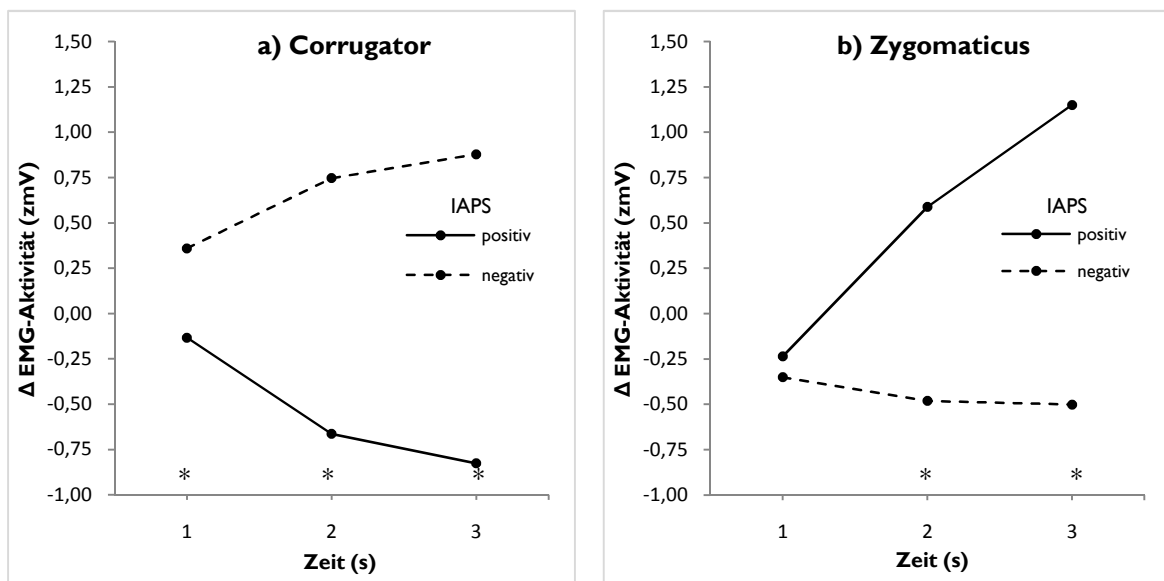 a) Corrugator
1,50
1,25
1,00
0,75
0,50
0,25
0,00
-0,25
-0,50
-0,75
-1,00
Δ EMG-Aktivität (zmV)
IAPS
positiv
negativ
* * *
1 2 3
Zeit (s)
b) Zygomaticus
1,50
1,25
1,00
0,75
0,50
0,25
0,00
-0,25
-0,50
-0,75
-1,00
Δ EMG-Aktivität (zmV)
IAPS
positiv
negativ
* *
1 2 3
Zeit (s)